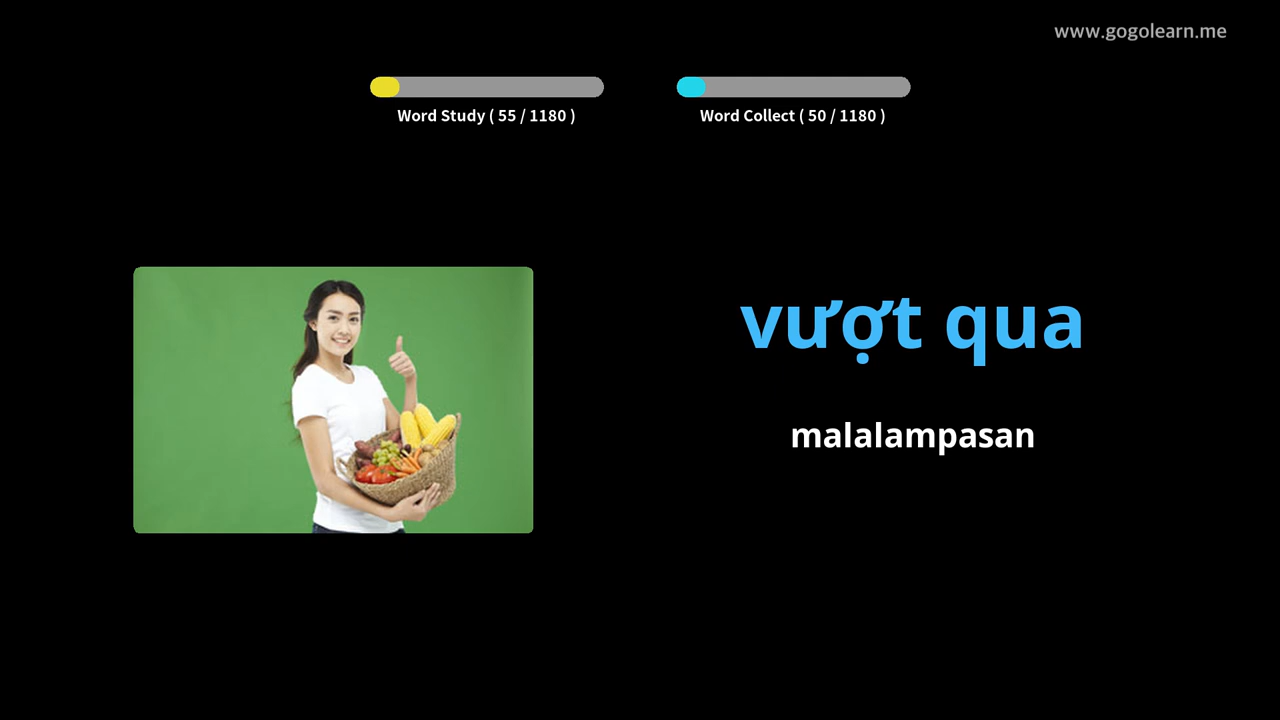 www.gogolearn.me
Word Study ( 55 / 1180 )
Word Collect ( 50 / 1180 )
vượt qua
malalampasan